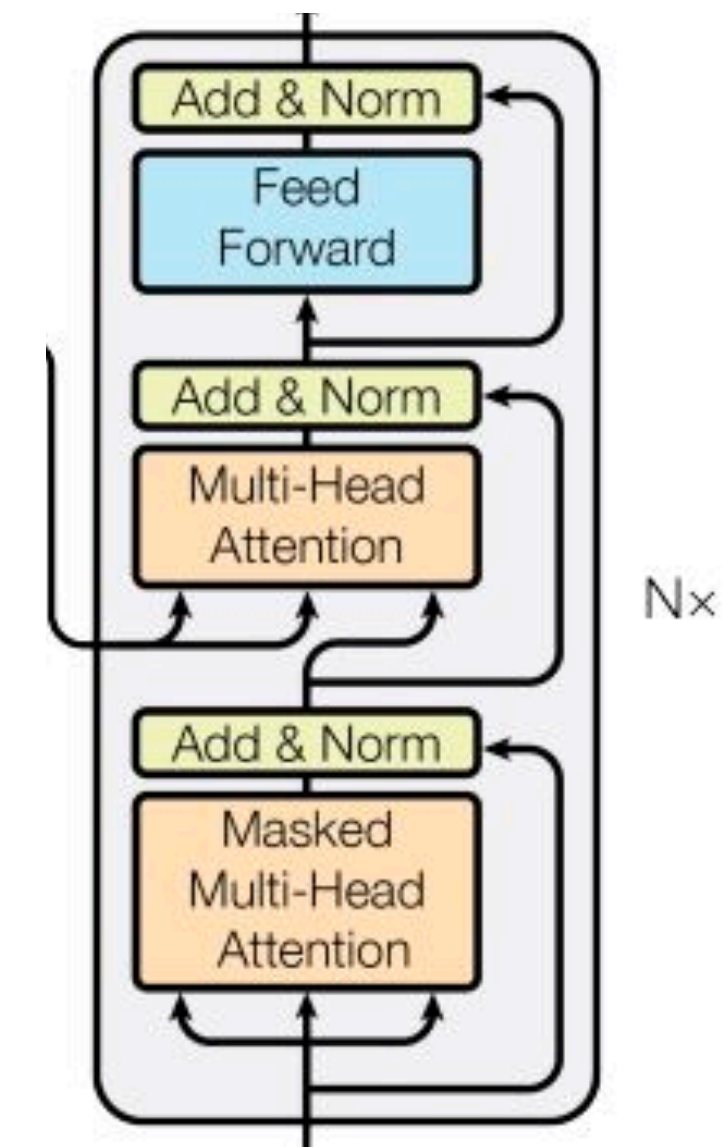 Add & Norm
Feed
Forward
Add & Norm
Multi-Head
Attention
N×
Add & Norm
Masked
Multi-Head
Attention